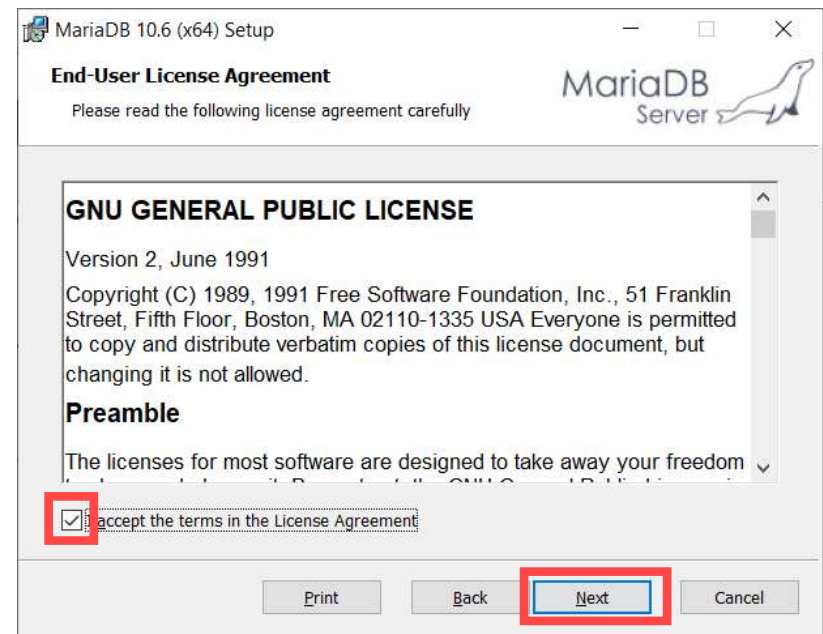 MariaDB 10.6 (x64) Setup
End-User License Agreement
Please read the following license agreement carefully
MariaDB
Server
GNU GENERAL PUBLIC LICENSE
Version 2, June 1991
Copyright (C) 1989, 1991 Free Software Foundation, Inc., 51 Franklin
Street, Fifth Floor, Boston, MA 02110-1335 USA Everyone is permitted
to copy and distribute verbatim copies of this license document, but
changing it is not allowed.
Preamble
The licenses for most software are designed to take away your freedom
accept the terms in the License Agreement
Print
Back
Next
Cancel